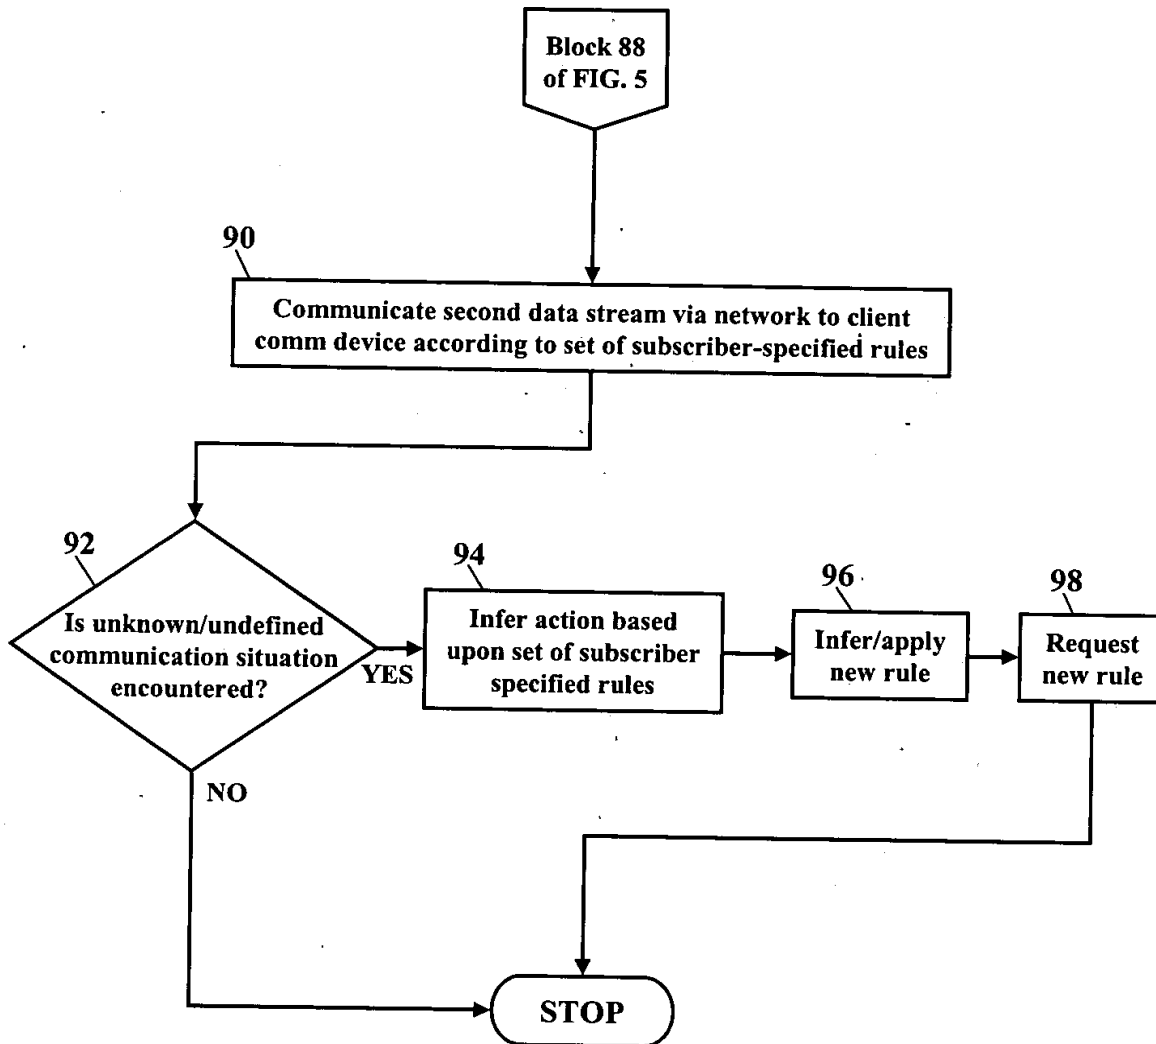 Block 88
of FIG. 5
90
Communicate second data stream via network to client
comm device according to set of subscriber-specified rules
92
Is unknown/undefined
communication situation
encountered?
YES
NO
94
Infer action based
upon set of subscriber
specified rules
96
Infer/apply
new rule
98
Request
new rule
STOP